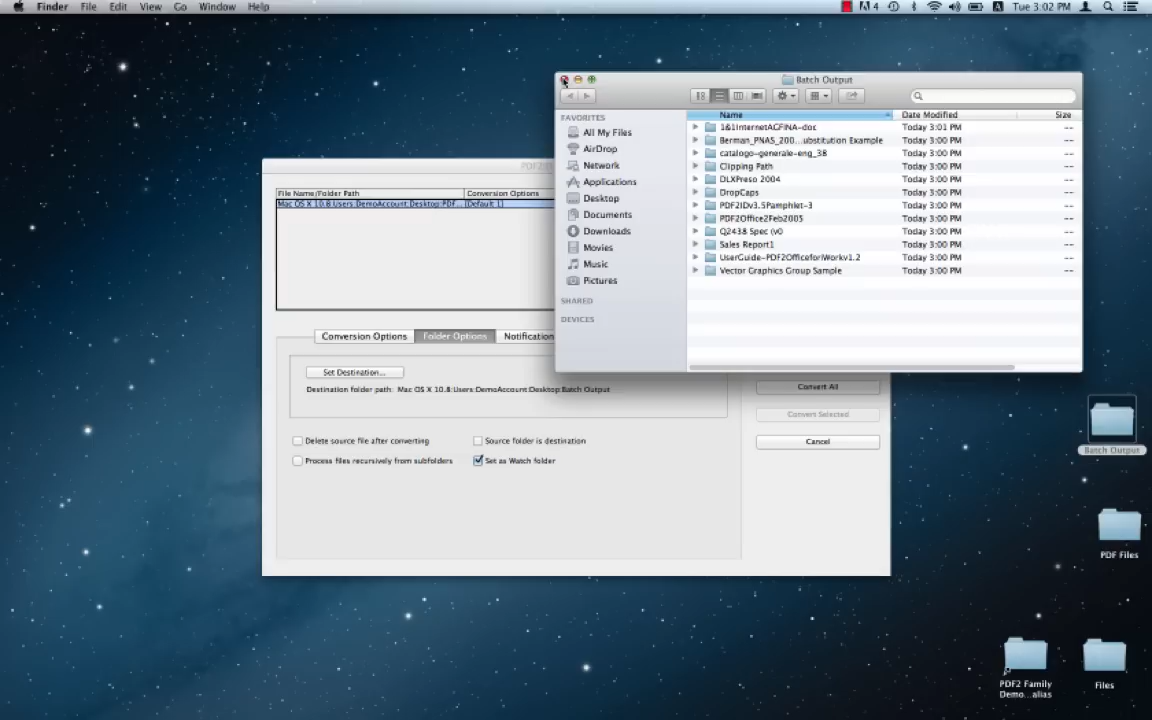 Finder File Edit View Go Window Help
4 Tue 3:02 PM
Batch Output
FAVORITES
All My Files
AirDrop
Network
Applications
Desktop
Documents
Downloads
Movies
Music
Pictures
SHARED
DEVICES
Name Date Modified Size
1&1InternetAGFINA-doc Today 3:01 PM --
Berman_PNAS_200...ubstitution Example Today 3:00 PM --
catalogo-generale-eng_38 Today 3:00 PM --
Clipping Path Today 3:00 PM --
DLXPreso 2004 Today 3:00 PM --
DropCaps Today 3:00 PM --
PDF2IDv3.5Pamphlet-3 Today 3:00 PM --
PDF2Office2Feb2005 Today 3:00 PM --
Q2438 Spec (v0 Today 3:00 PM --
Sales Report1 Today 3:00 PM --
UserGuide-PDF2OfficeforiWorkv1.2 Today 3:00 PM --
Vector Graphics Group Sample Today 3:00 PM --
File Name/Folder Path Conversion Options
Mac OS X 10.8:Users:DemoAccount:Desktop:PDF... [Default 1]
Conversion Options Folder Options Notification
Set Destination...
Destination folder path: Mac OS X 10.8:Users:DemoAccount:Desktop:Batch Output
Delete source file after converting Source folder is destination
Process files recursively from subfolders Set as Watch folder
Convert All
Convert Selected
Cancel
Batch Output
PDF Files
PDF2 Family
Demo...alias
Files